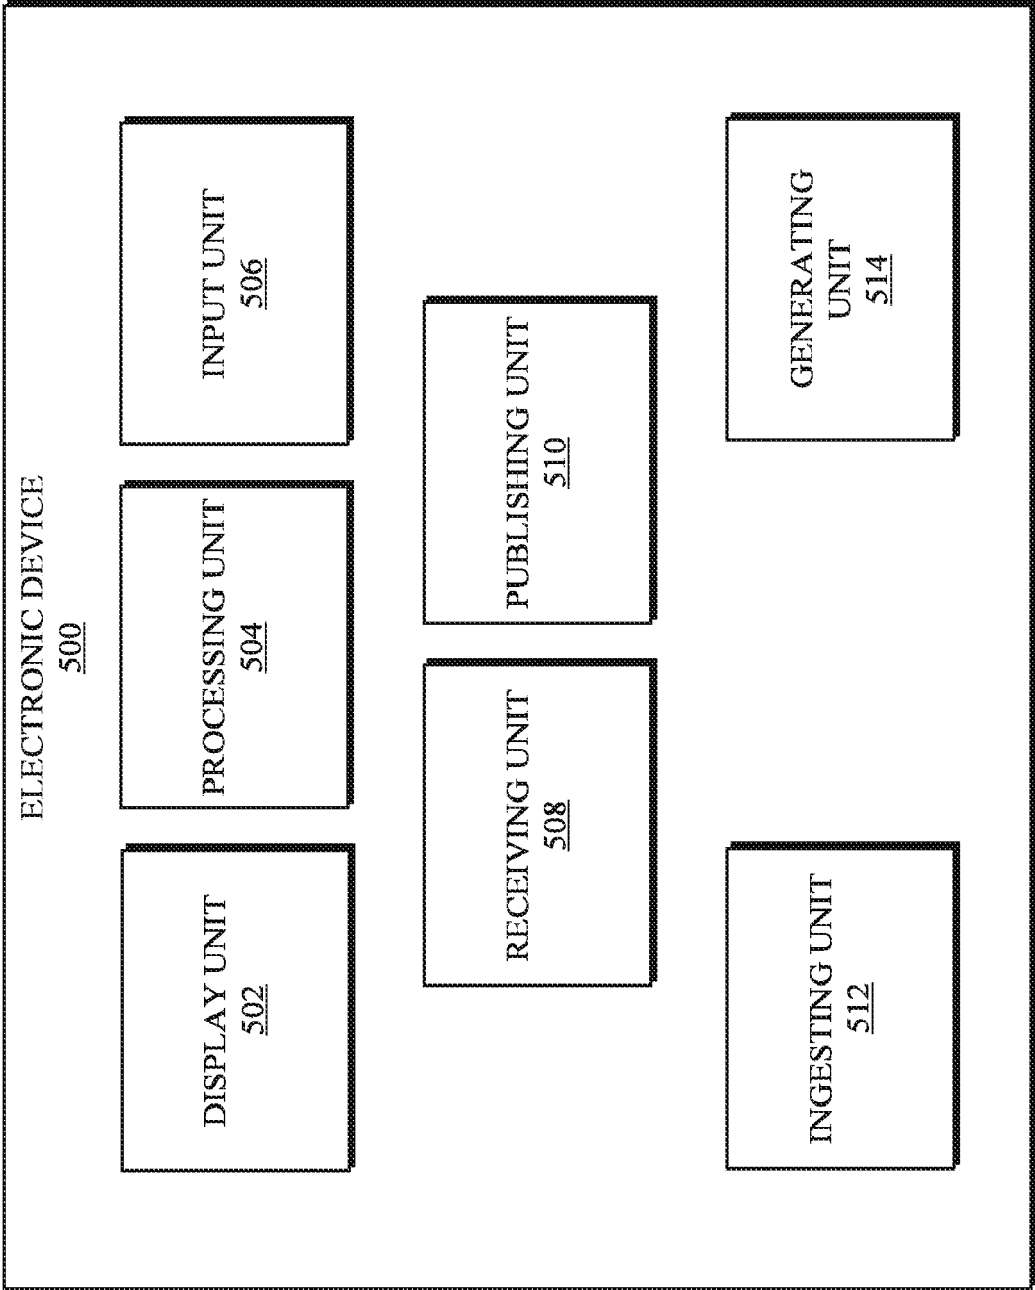 ELECTRONIC DEVICE
500
DISPLAY UNIT
502
PROCESSING UNIT
504
INPUT UNIT
506
RECEIVING UNIT
508
PUBLISHING UNIT
510
INGESTING UNIT
512
GENERATING
UNIT
514